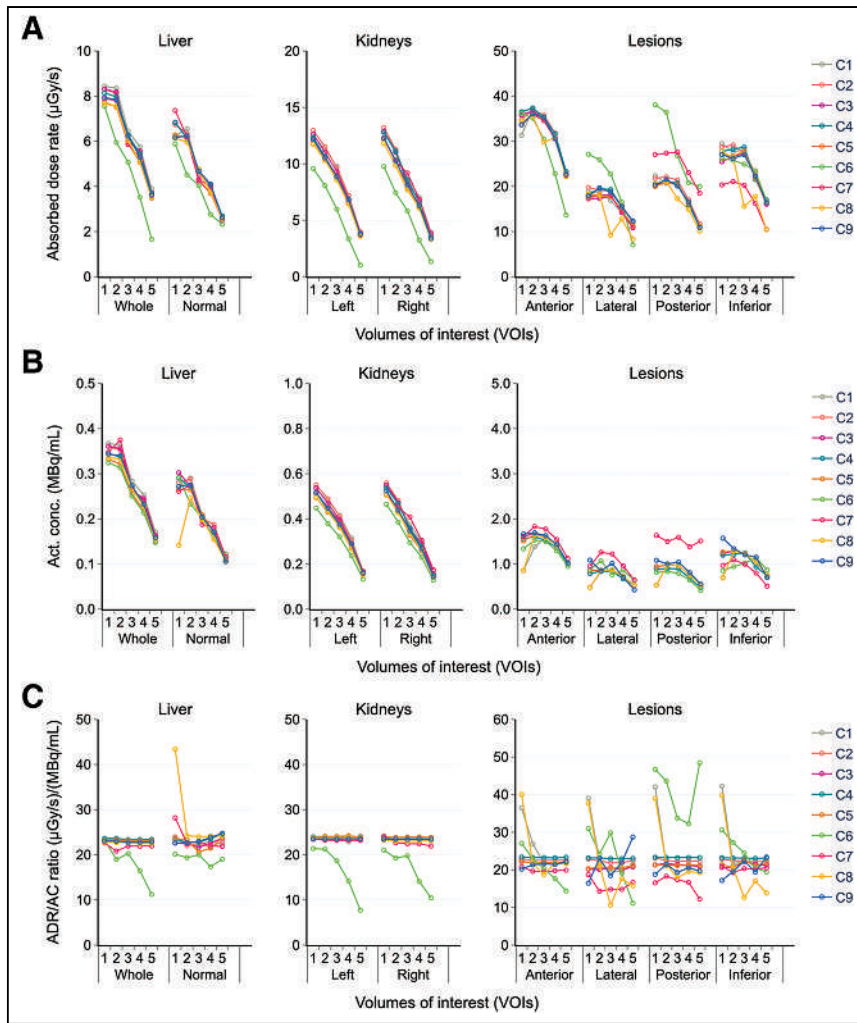 A
Liver
Kidneys
Lesions
Absorbed dose rate (µGy/s)
10
8
6
4
2
0
20
15
10
5
0
50
40
30
20
10
0
1 2 3 4 5 1 2 3 4 5
1 2 3 4 5 1 2 3 4 5
1 2 3 4 5 1 2 3 4 5 1 2 3 4 5 1 2 3 4 5
Whole Normal
Left Right
Anterior Lateral Posterior Inferior
Volumes of interest (VOIs)
C1
C2
C3
C4
C5
C6
C7
C8
C9
B
Liver
Kidneys
Lesions
Act. conc. (MBq/mL)
0.5
0.4
0.3
0.2
0.1
0.0
1.0
0.8
0.6
0.4
0.2
0.0
5.0
4.0
3.0
2.0
1.0
0.0
1 2 3 4 5 1 2 3 4 5
1 2 3 4 5 1 2 3 4 5
1 2 3 4 5 1 2 3 4 5 1 2 3 4 5 1 2 3 4 5
Whole Normal
Left Right
Anterior Lateral Posterior Inferior
Volumes of interest (VOIs)
C1
C2
C3
C4
C5
C6
C7
C8
C9
C
Liver
Kidneys
Lesions
ADR/AC ratio (µGy/s)/(MBq/mL)
50
40
30
20
10
0
50
40
30
20
10
0
60
50
40
30
20
10
0
1 2 3 4 5 1 2 3 4 5
1 2 3 4 5 1 2 3 4 5
1 2 3 4 5 1 2 3 4 5 1 2 3 4 5 1 2 3 4 5
Whole Normal
Left Right
Anterior Lateral Posterior Inferior
Volumes of interest (VOIs)
C1
C2
C3
C4
C5
C6
C7
C8
C9